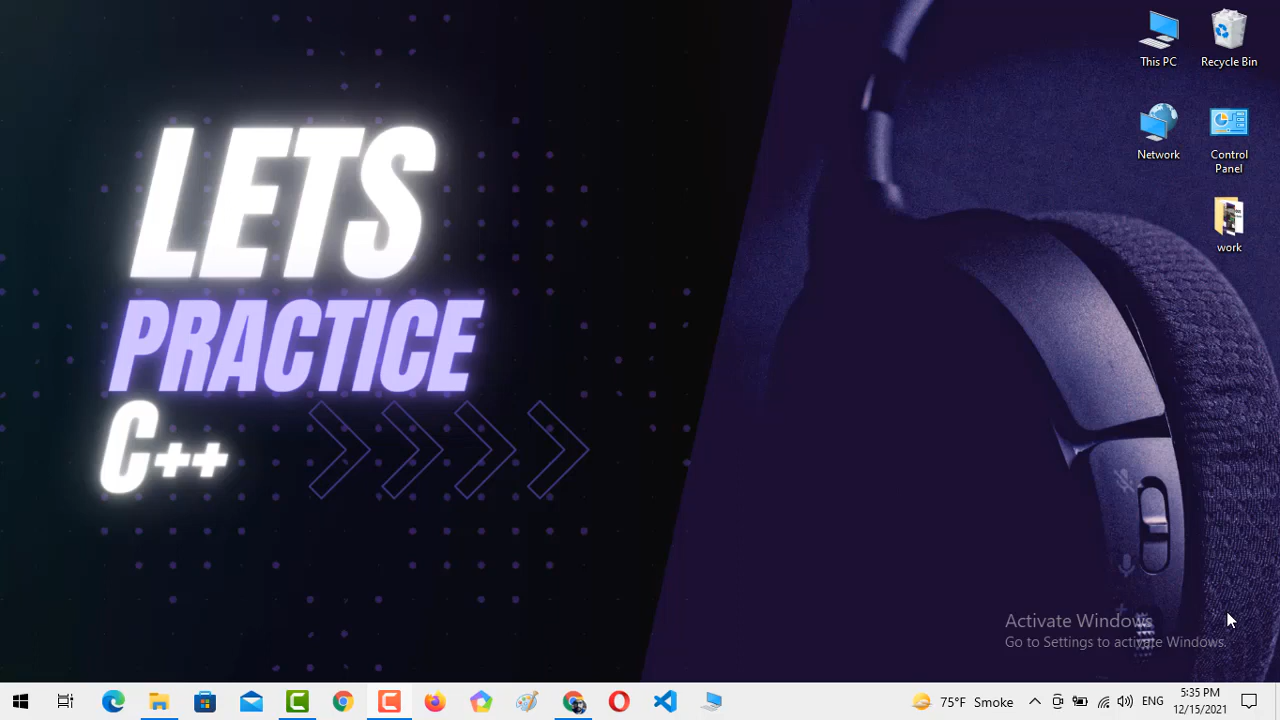 LETS
PRACTICE
C++
This PC
Recycle Bin
Network
Control
Panel
work
Activate Windows
Go to Settings to activate Windows.
75°F Smoke
ENG
5:35 PM
12/15/2021